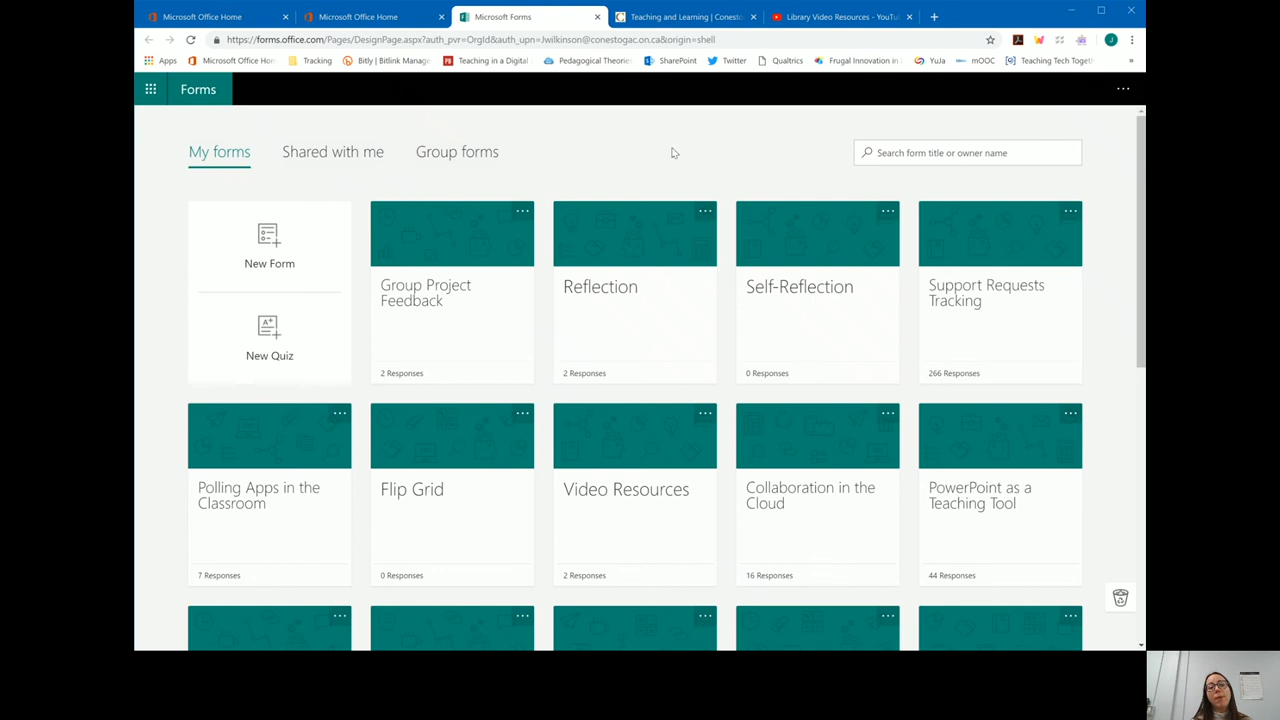 Microsoft Office Home
Microsoft Office Home
Microsoft Forms
Teaching and Learning | Conesto
Library Video Resources - YouTu
https://forms.office.com/Pages/DesignPage.aspx?auth_pvr=OrgId&auth_upn=Jwilkinson@conestogac.on.ca&origin=shell
J
Apps
Microsoft Office Hom
Tracking
Bitly | Bitlink Manage
Teaching in a Digital
Pedagogical Theories
SharePoint
Twitter
Qualtrics
Frugal Innovation in
YuJa
mOOC
Teaching Tech Togeth
»
Forms
My forms
Shared with me
Group forms
Search form title or owner name
New Form
New Quiz
Group Project
Feedback
2 Responses
Reflection
2 Responses
Self-Reflection
0 Responses
Support Requests
Tracking
266 Responses
Polling Apps in the
Classroom
7 Responses
Flip Grid
0 Responses
Video Resources
2 Responses
Collaboration in the
Cloud
16 Responses
PowerPoint as a
Teaching Tool
44 Responses